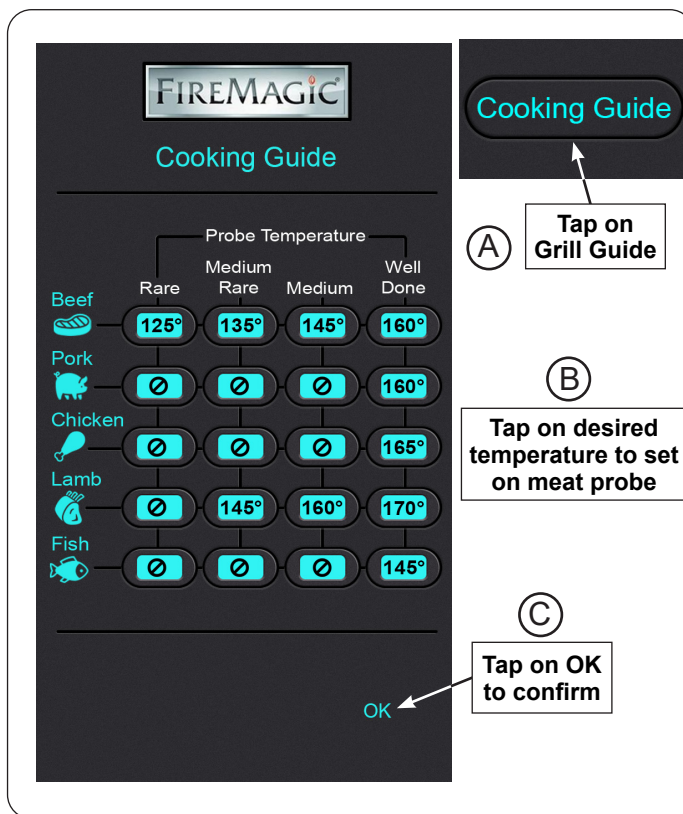 FIREMAGIC
Cooking Guide
Probe Temperature
Rare
Medium
Rare
Medium
Well
Done
Beef
125° 135° 145° 160°
Pork
160°
Chicken
165°
Lamb
145° 160° 170°
Fish
145°
OK
Cooking Guide
A
Tap on
Grill Guide
B
Tap on desired
temperature to set
on meat probe
C
Tap on OK
to confirm